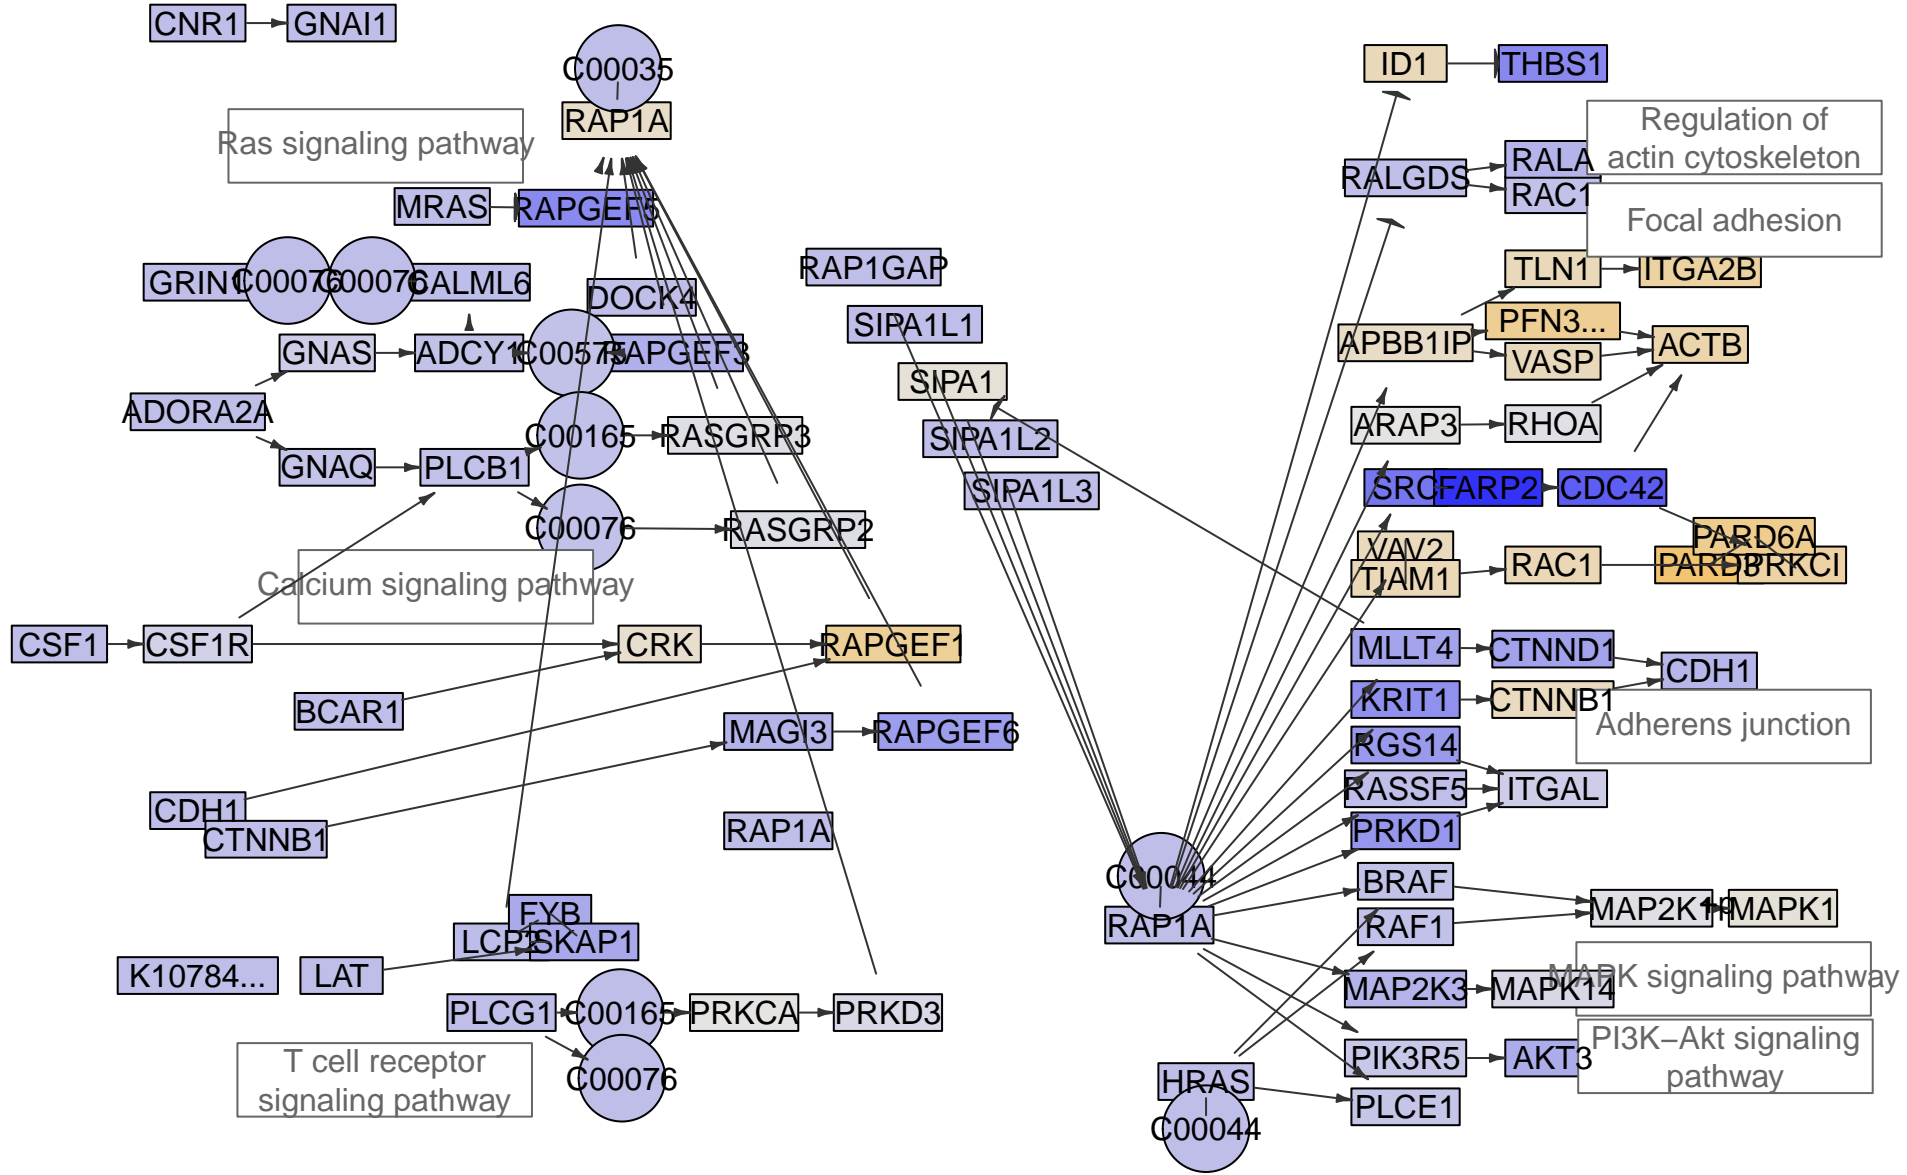 CNR1
GNAI1
C00035
RAP1A
Ras signaling pathway
MRAS
RAPGEF5
GRIN1
C00076
C00076
CALML6
DOCK4
GNAS
ADCY1
C00575
RAPGEF3
ADORA2A
C00165
RASGRP3
GNAQ
PLCB1
C00076
RASGRP2
Calcium signaling pathway
CSF1
CSF1R
CRK
RAPGEF1
BCAR1
MAGI3
RAPGEF6
CDH1
CTNNB1
RAP1A
FYB
LCP2
SKAP1
K10784...
LAT
PLCG1
C00165
PRKCA
PRKD3
C00076
T cell receptor
signaling pathway
RAP1GAP
SIPA1L1
SIPA1
SIPA1L2
SIPA1L3
C00044
RAP1A
HRAS
C00044
ID1
THBS1
Regulation of
actin cytoskeleton
RALGDS
RALA
RAC1
Focal adhesion
TLN1
ITGA2B
PFN3...
APBB1IP
VASP
ACTB
ARAP3
RHOA
SRC
FARP2
CDC42
VAV2
TIAM1
RAC1
PARD6A
PARD3
PRKCI
MLLT4
CTNND1
CDH1
KRIT1
CTNNB1
Adherens junction
RGS14
RASSF5
ITGAL
PRKD1
BRAF
RAF1
MAP2K1
MAPK1
MAPK signaling pathway
MAP2K3
MAPK14
PI3K–Akt signaling
pathway
PIK3R5
AKT3
PLCE1